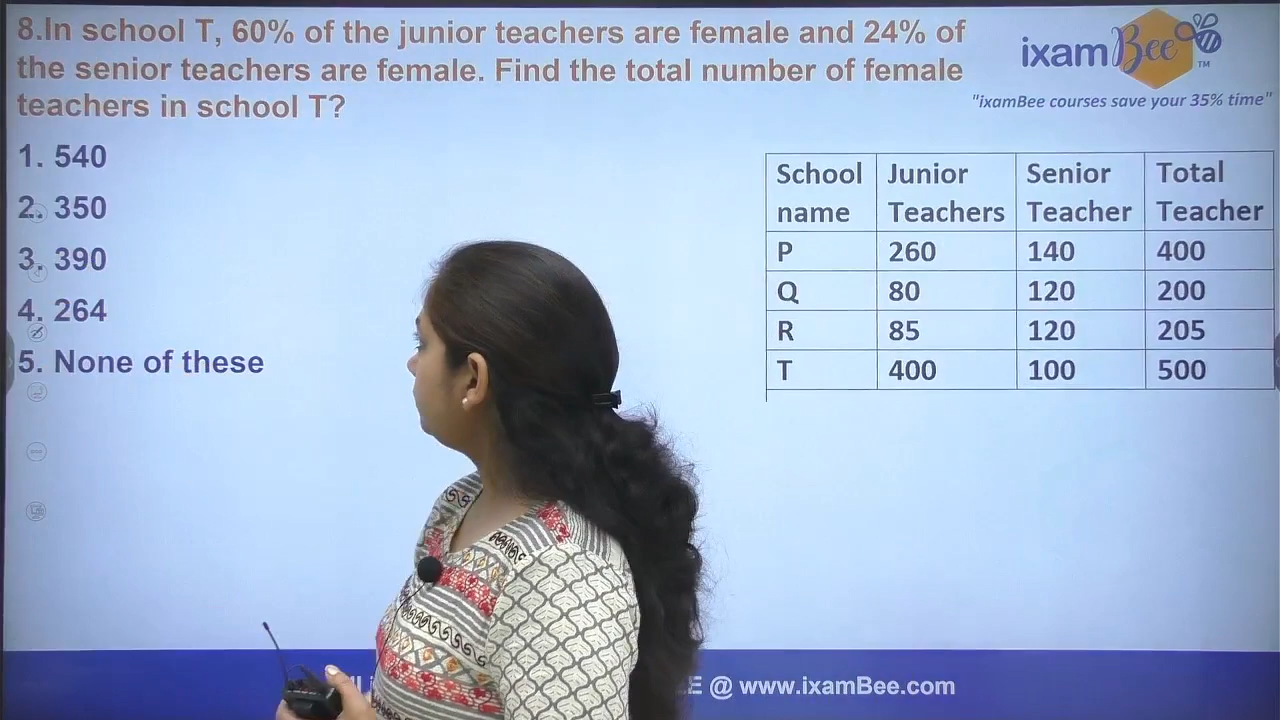 8.In school T, 60% of the junior teachers are female and 24% of
the senior teachers are female. Find the total number of female
teachers in school T?
1. 540
2. 350
3. 390
4. 264
5. None of these
ixamBee TM
"ixamBee courses save your 35% time"
School name Junior Teachers Senior Teacher Total Teacher
P 260 140 400
Q 80 120 200
R 85 120 205
T 400 100 500
@ www.ixamBee.com